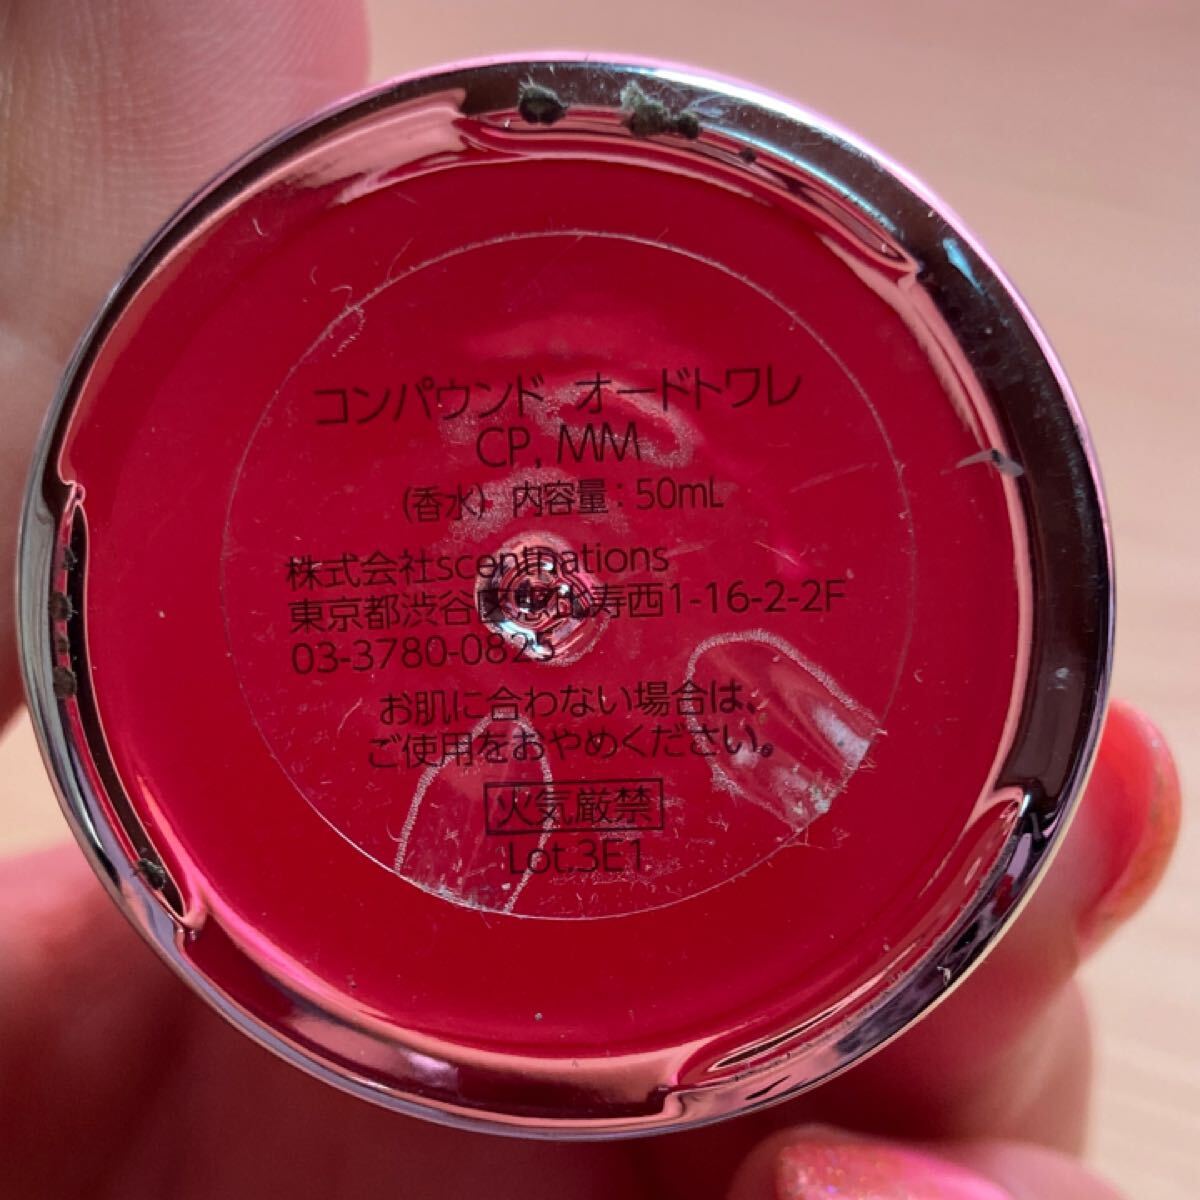 コンパウンド オードトワレ
CP, MM
(香水) 内容量：50mL
株式会社scentnations
東京都渋谷区恵比寿西1-16-2-2F
03-3780-0825
お肌に合わない場合は、
ご使用をおやめください。
火気厳禁
Lot.3E1